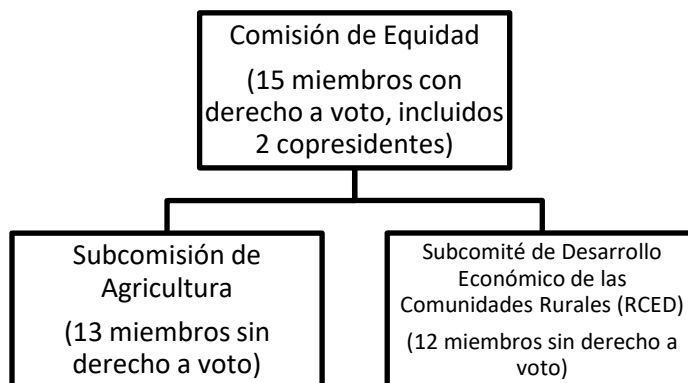 Comisión de Equidad
(15 miembros con
derecho a voto, incluidos
2 copresidentes)
Subcomisión de
Agricultura
(13 miembros sin
derecho a voto)
Subcomité de Desarrollo
Económico de las
Comunidades Rurales (RCED)
(12 miembros sin derecho a
voto)